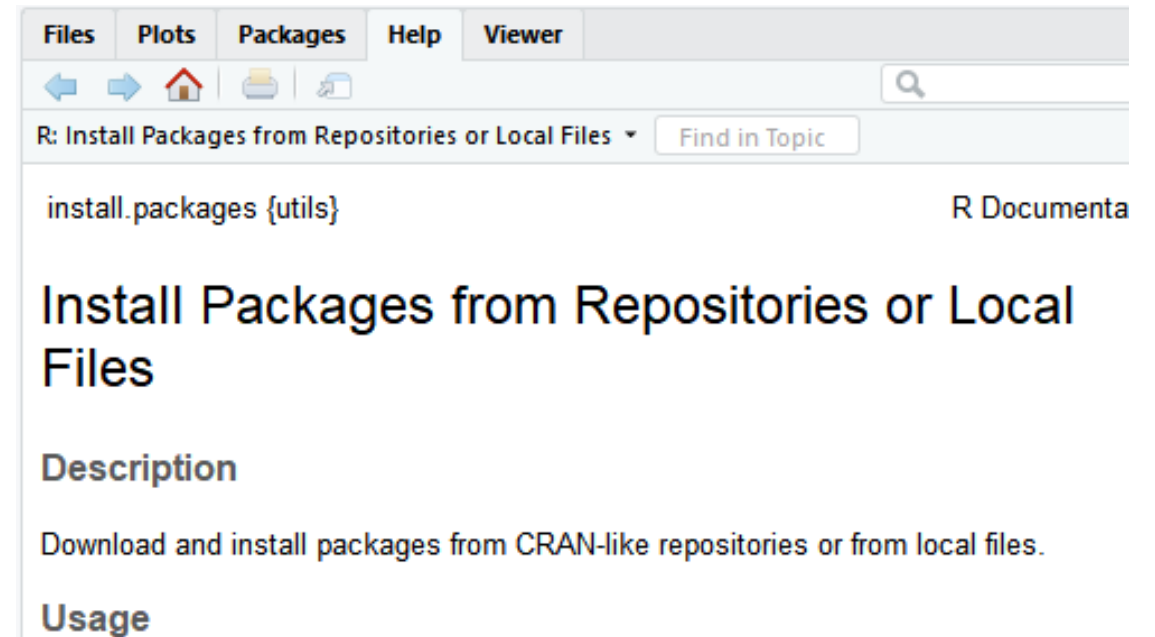 Files Plots Packages Help Viewer
R: Install Packages from Repositories or Local Files Find in Topic
install.packages {utils} R Documenta
Install Packages from Repositories or Local
Files
Description
Download and install packages from CRAN-like repositories or from local files.
Usage